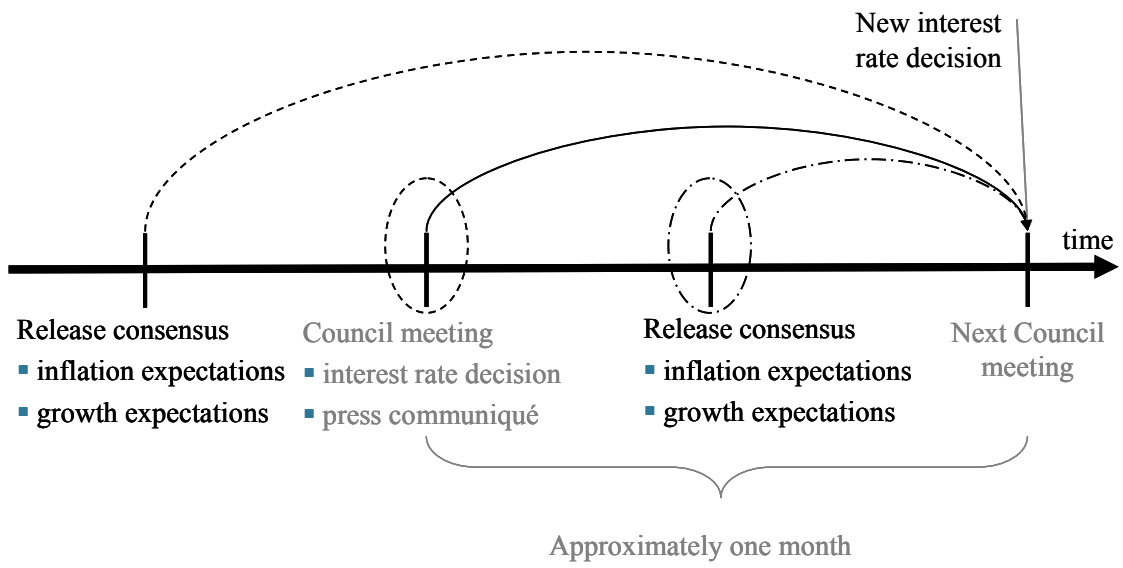 New interest
rate decision
time
Release consensus
▪ inflation expectations
▪ growth expectations
Council meeting
▪ interest rate decision
▪ press communiqué
Release consensus
▪ inflation expectations
▪ growth expectations
Next Council
meeting
Approximately one month